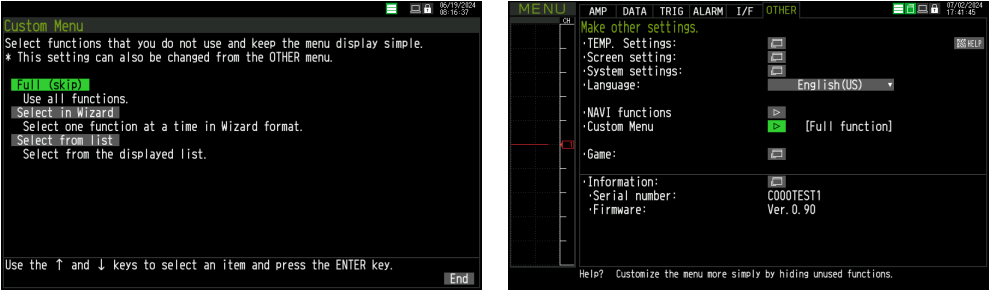 06/19/2024
08:16:37
Custom Menu
Select functions that you do not use and keep the menu display simple.
* This setting can also be changed from the OTHER menu.
Full (skip)
Use all functions.
Select in Wizard
Select one function at a time in Wizard format.
Select from list
Select from the displayed list.
Use the ↑ and ↓ keys to select an item and press the ENTER key.
End
MENU AMP DATA TRIG ALARM I/F OTHER
07/02/2024
17:41:45
CH
Make other settings.
·TEMP. Settings:
HELP
·Screen setting:
·System settings:
·Language: English(US)
·NAVI functions
·Custom Menu [Full function]
·Game:
·Information:
·Serial number: C000TEST1
·Firmware: Ver.0.90
Help? Customize the menu more simply by hiding unused functions.